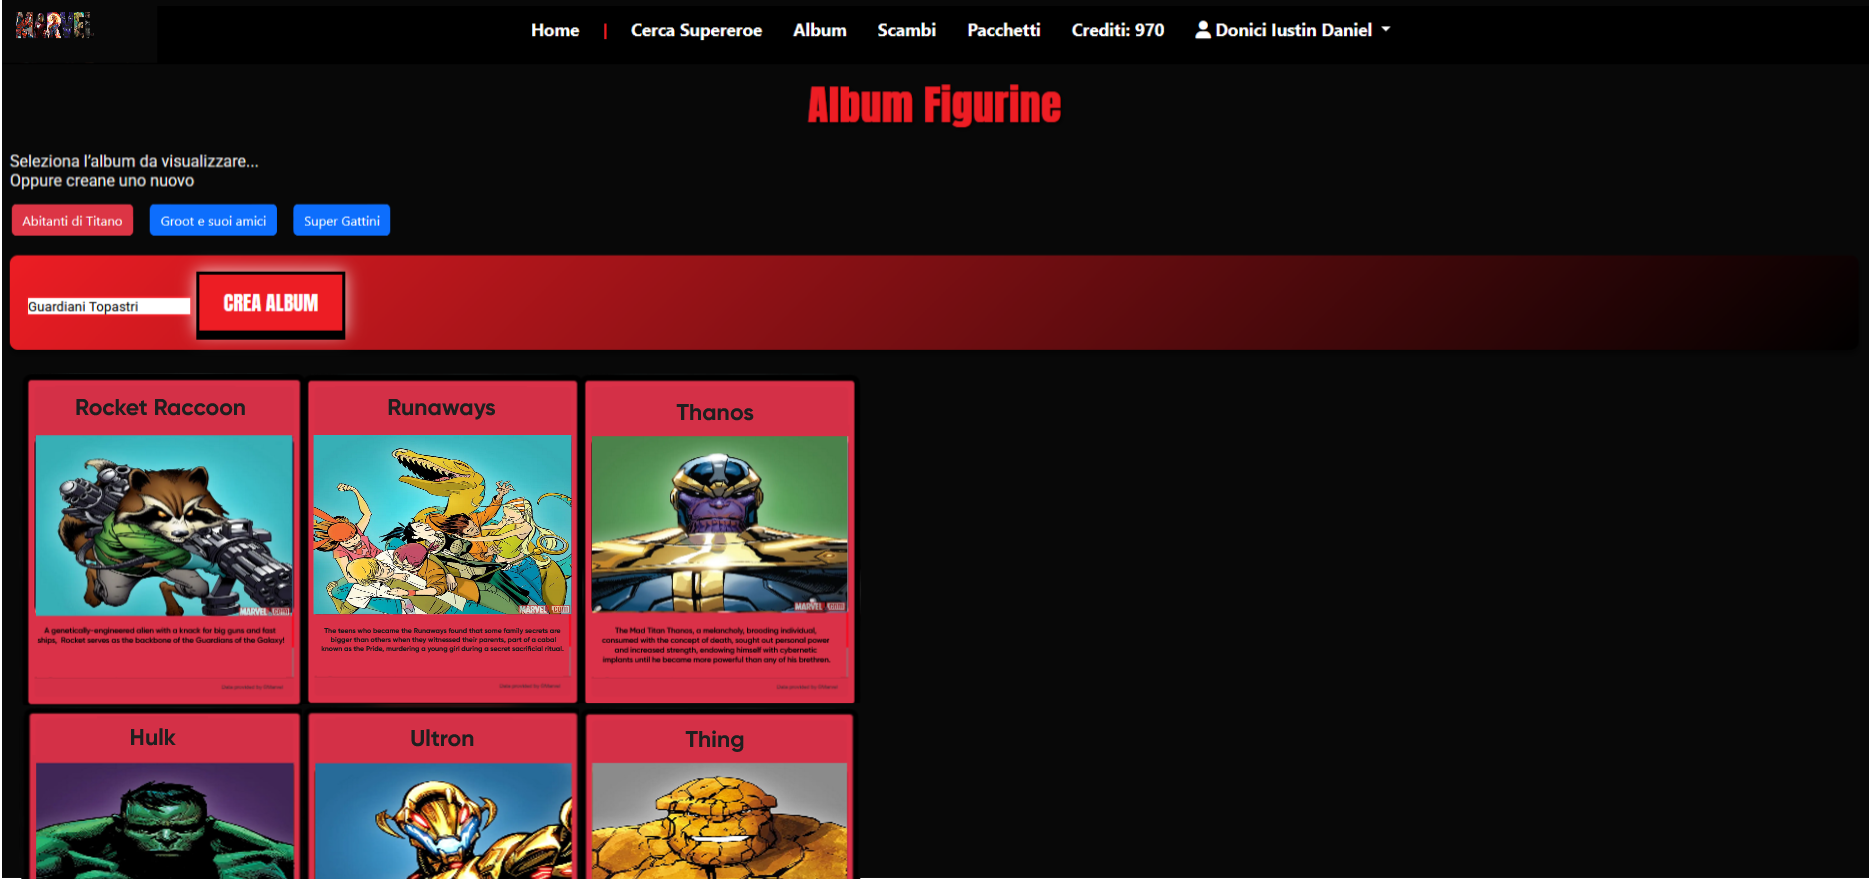 MARVEL
Home | Cerca Supereroe Album Scambi Pacchetti Crediti: 970 Donici Iustin Daniel
Album Figurine
Seleziona l'album da visualizzare...
Oppure creane uno nuovo
Abitanti di Titano Groot e suoi amici Super Gattini
Guardiani Topastri CREA ALBUM
Rocket Raccoon
MARVEL.COM
A genetically-engineered alien with a knack for big guns and fast
ships, Rocket serves as the backbone of the Guardians of the Galaxy!
Data provided by ©Marvel
Runaways
MARVEL.COM
The teens who became the Runaways found that some family secrets are
bigger than others when they witnessed their parents, part of a cabal
known as the Pride, murdering a young girl during a secret sacrificial ritual.
Data provided by ©Marvel
Thanos
MARVEL.COM
The Mad Titan Thanos, a melancholy, brooding individual,
consumed with the concept of death, sought out personal power
and increased strength, endowing himself with cybernetic
implants until he became more powerful than any of his brethren.
Data provided by ©Marvel
Hulk
Ultron
Thing